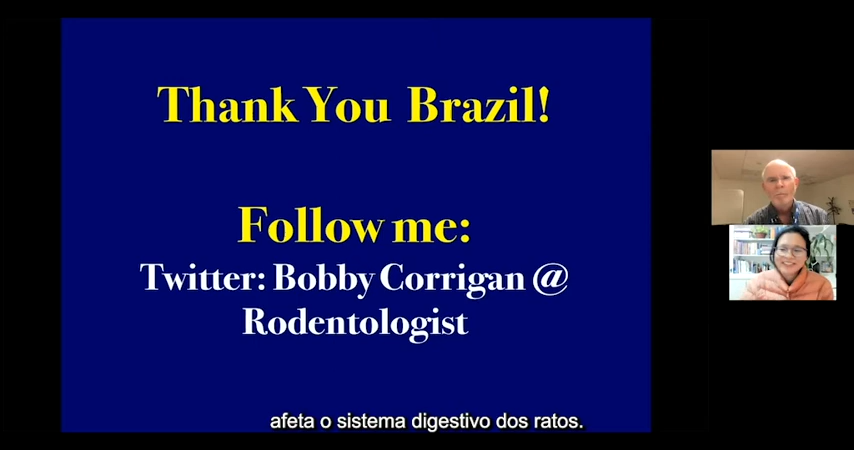 Thank You Brazil!
Follow me:
Twitter: Bobby Corrigan @
Rodentologist
afeta o sistema digestivo dos ratos.